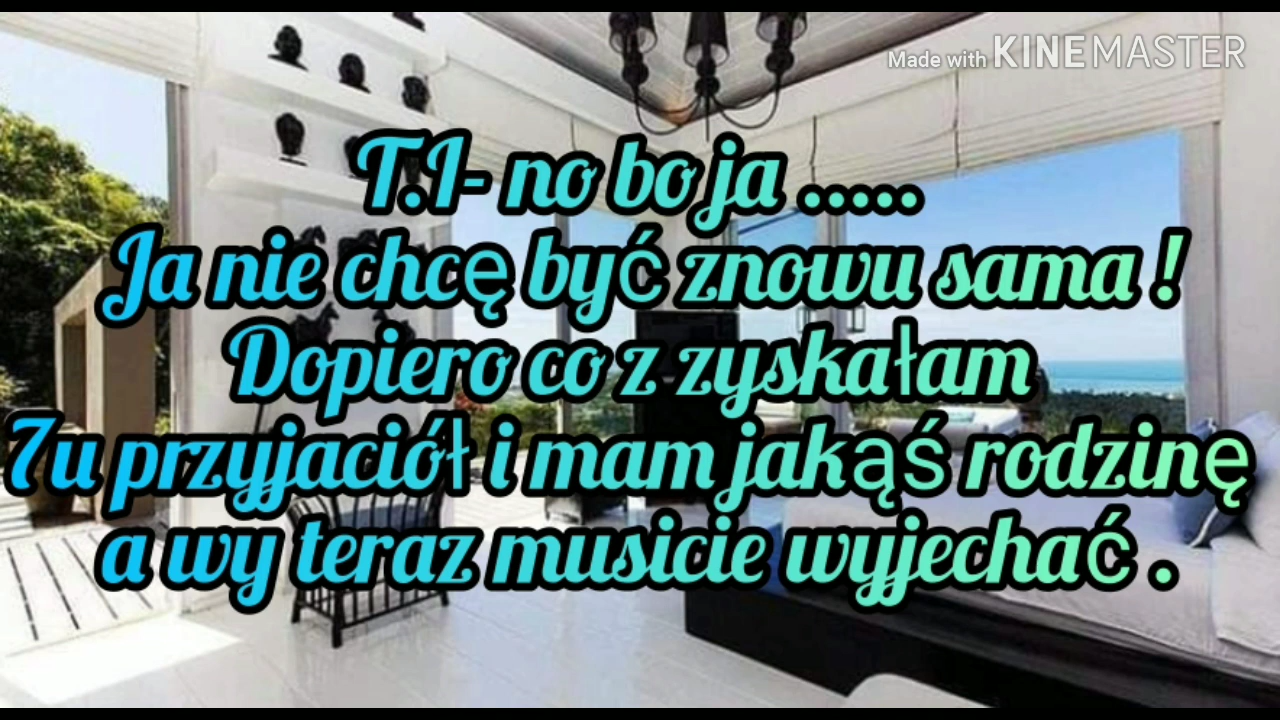 Made with KINEMASTER
T.I- no bo ja .....
Ja nie chcę być znowu sama !
Dopiero co z zyskałam
7u przyjaciół i mam jakąś rodzinę
a wy teraz musicie wyjechać .